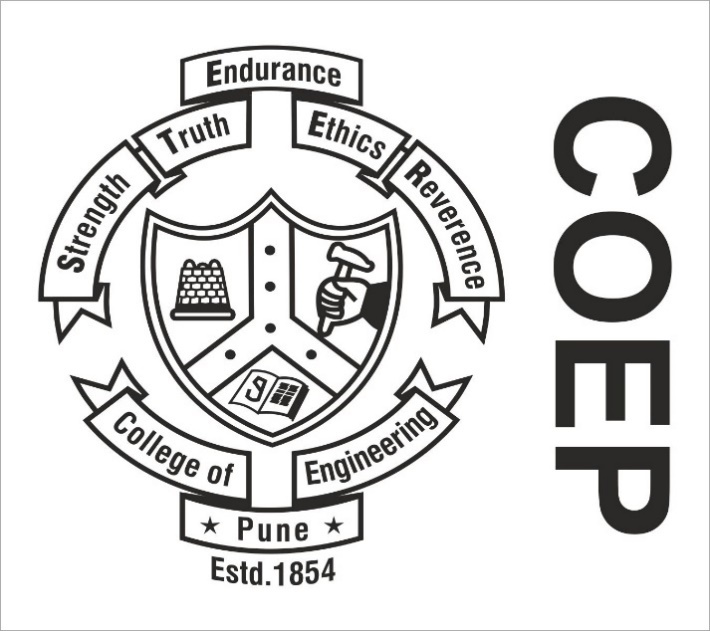 Strength Truth Endurance Ethics Reverence
College of Engineering
Pune
Estd.1854
COEP